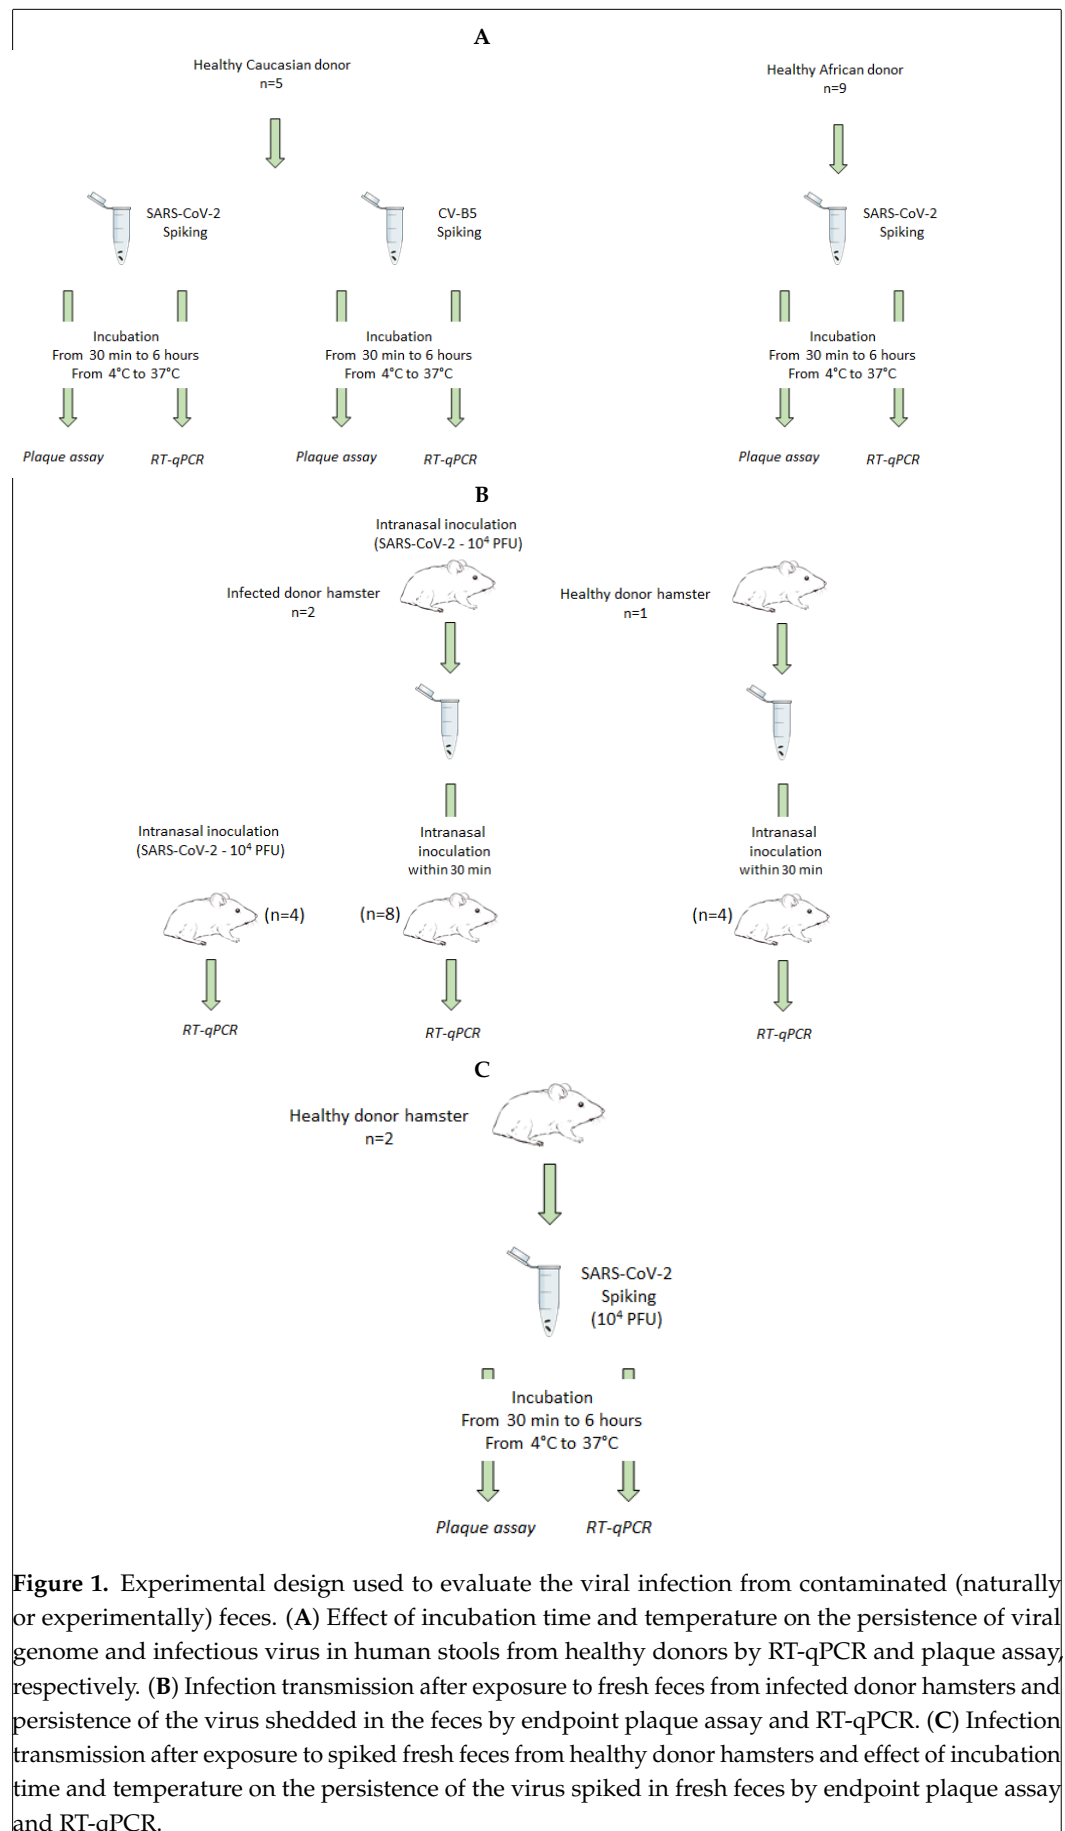 A
Healthy Caucasian donor
n=5
Healthy African donor
n=9
SARS-CoV-2
Spiking
CV-B5
Spiking
SARS-CoV-2
Spiking
Incubation
From 30 min to 6 hours
From 4°C to 37°C
Incubation
From 30 min to 6 hours
From 4°C to 37°C
Incubation
From 30 min to 6 hours
From 4°C to 37°C
Plaque assay
RT-qPCR
Plaque assay
RT-qPCR
Plaque assay
RT-qPCR
B
Intranasal inoculation
(SARS-CoV-2 - 10⁴ PFU)
Infected donor hamster
n=2
Healthy donor hamster
n=1
Intranasal inoculation
(SARS-CoV-2 - 10⁴ PFU)
Intranasal
inoculation
within 30 min
Intranasal
inoculation
within 30 min
(n=4)
(n=8)
(n=4)
RT-qPCR
RT-qPCR
RT-qPCR
C
Healthy donor hamster
n=2
SARS-CoV-2
Spiking
(10⁴ PFU)
Incubation
From 30 min to 6 hours
From 4°C to 37°C
Plaque assay
RT-qPCR
Figure 1. Experimental design used to evaluate the viral infection from contaminated (naturally
or experimentally) feces. (A) Effect of incubation time and temperature on the persistence of viral
genome and infectious virus in human stools from healthy donors by RT-qPCR and plaque assay,
respectively. (B) Infection transmission after exposure to fresh feces from infected donor hamsters and
persistence of the virus shedded in the feces by endpoint plaque assay and RT-qPCR. (C) Infection
transmission after exposure to spiked fresh feces from healthy donor hamsters and effect of incubation
time and temperature on the persistence of the virus spiked in fresh feces by endpoint plaque assay
and RT-qPCR.